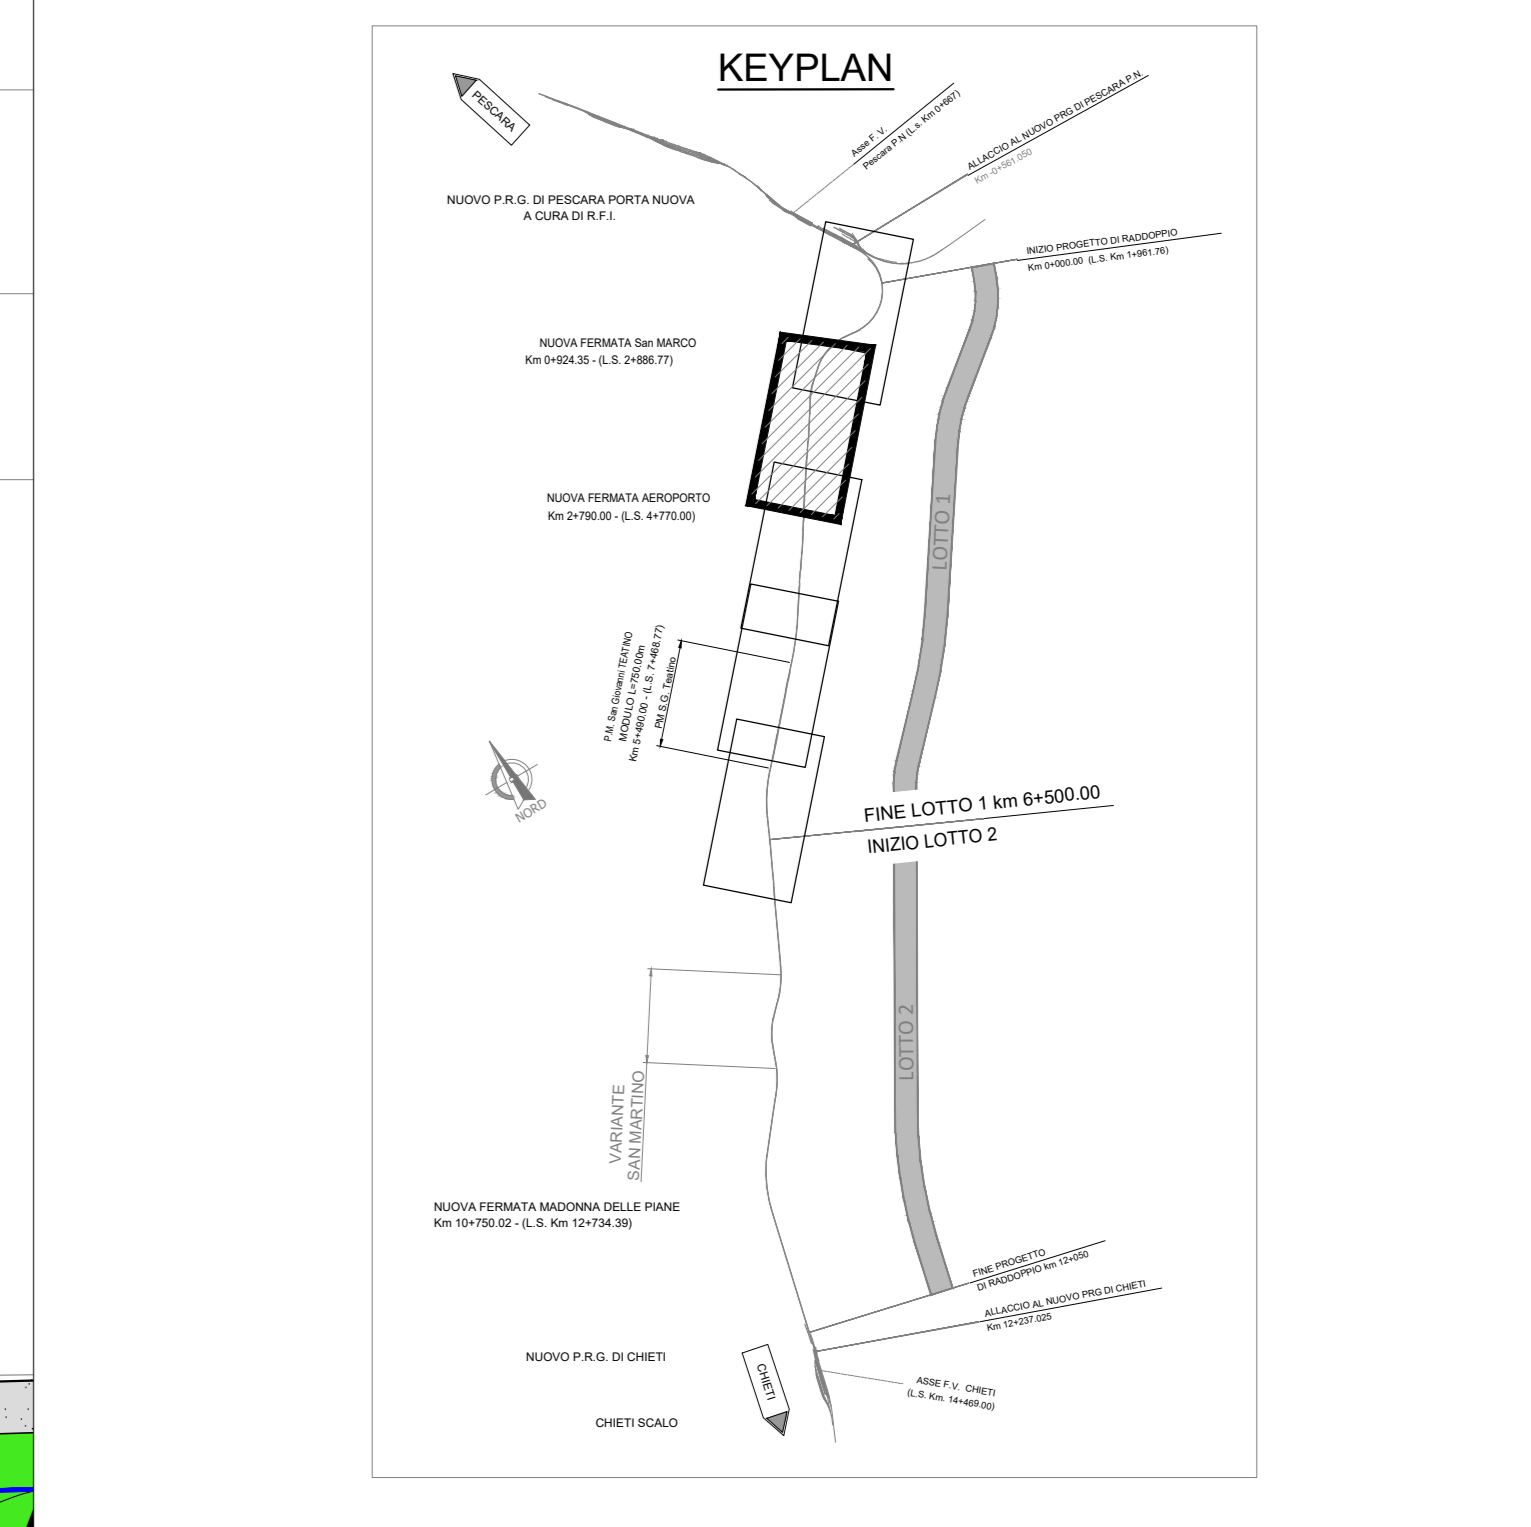 KEYPLAN
PESCARA
Asse F. V.
Pescara P.N (L.s. Km 0+667)
ALLACCIO AL NUOVO PRG DI PESCARA P.N.
Km -0+561.050
NUOVO P.R.G. DI PESCARA PORTA NUOVA
A CURA DI R.F.I.
INIZIO PROGETTO DI RADDOPPIO
Km 0+000.00 (L.S. Km 1+961.76)
NUOVA FERMATA San MARCO
Km 0+924.35 - (L.S. 2+886.77)
NUOVA FERMATA AEROPORTO
Km 2+790.00 - (L.S. 4+770.00)
LOTTO 1
P.M. San Giovanni TEATINO
MODULO L=750.00m
Km 5+490.00 - (L.S. 7+468.77)
PM S.G. Teatino
NORD
FINE LOTTO 1 km 6+500.00
INIZIO LOTTO 2
LOTTO 2
VARIANTE
SAN MARTINO
NUOVA FERMATA MADONNA DELLE PIANE
Km 10+750.02 - (L.S. Km 12+734.39)
FINE PROGETTO
DI RADDOPPIO km 12+050
ALLACCIO AL NUOVO PRG DI CHIETI
Km 12+237.025
NUOVO P.R.G. DI CHIETI
CHIETI
ASSE F.V. CHIETI
(L.S. Km. 14+469.00)
CHIETI SCALO